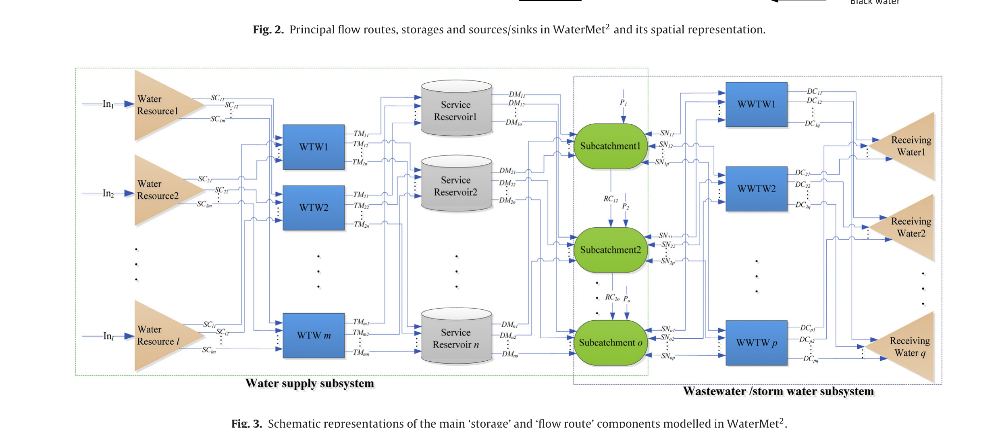 Black water
Fig. 2. Principal flow routes, storages and sources/sinks in WaterMet² and its spatial representation.
In₁
Water
Resource1
SC₁₁
SC₁₂
SC₁ₘ
In₂
Water
Resource2
SC₂₁
SC₂₂
SC₂ₘ
Inₗ
Water
Resource l
SCₗ₁
SCₗ₂
SCₗₘ
WTW1
TM₁₁
TM₁₂
TM₁ₙ
WTW2
TM₂₁
TM₂₂
TM₂ₙ
WTW m
TMₘ₁
TMₘ₂
TMₘₙ
Service
Reservoir1
DM₁₁
DM₁₂
DM₁ₒ
Service
Reservoir2
DM₂₁
DM₂₂
DM₂ₒ
Service
Reservoir n
DMₙ₁
DMₙ₂
DMₙₒ
P₁
Subcatchment1
RC₁₂
P₂
Subcatchment2
RC₂ₒ
Pₒ
Subcatchment o
SN₁₁
SN₁₂
SN₁ₚ
SN₂₁
SN₂₂
SN₂ₚ
SNₒ₁
SNₒ₂
SNₒₚ
WWTW1
DC₁₁
DC₁₂
DC₁q
WWTW2
DC₂₁
DC₂₂
DC₂q
WWTW p
DCₚ₁
DCₚ₂
DCₚq
Receiving
Water1
Receiving
Water2
Receiving
Water q
Water supply subsystem
Wastewater /storm water subsystem
Fig. 3. Schematic representations of the main ‘storage’ and ‘flow route’ components modelled in WaterMet².